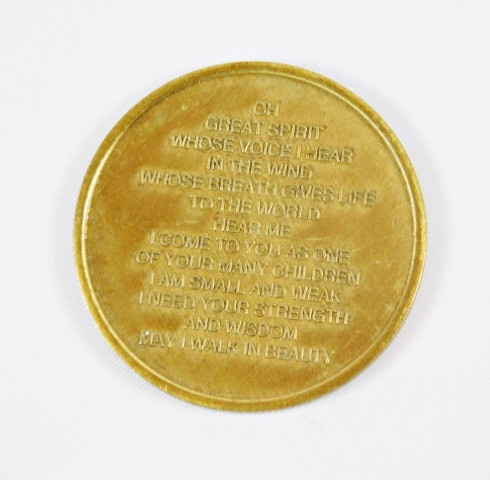 OH
GREAT SPIRIT
WHOSE VOICE I HEAR
IN THE WIND
WHOSE BREATH GIVES LIFE
TO THE WORLD
HEAR ME
I COME TO YOU AS ONE
OF YOUR MANY CHILDREN
I AM SMALL AND WEAK
I NEED YOUR STRENGTH
AND WISDOM
MAY I WALK IN BEAUTY